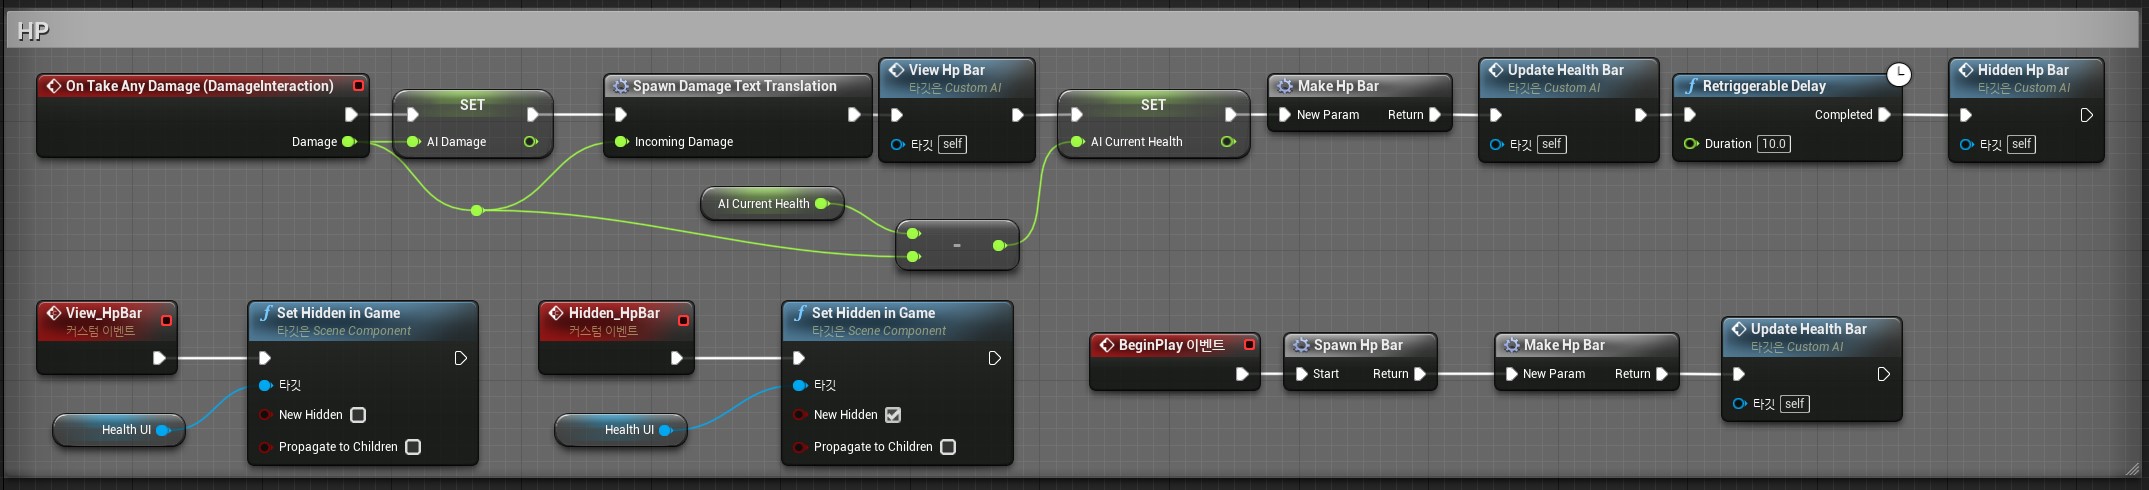 HP
On Take Any Damage (DamageInteraction)
Damage
SET
AI Damage
Spawn Damage Text Translation
Incoming Damage
View Hp Bar
타깃은 Custom AI
타깃 self
SET
AI Current Health
Make Hp Bar
New Param Return
Update Health Bar
타깃은 Custom AI
타깃 self
Retriggerable Delay
Completed
Duration 10.0
Hidden Hp Bar
타깃은 Custom AI
타깃 self
AI Current Health
-
View_HpBar
커스텀 이벤트
Health UI
Set Hidden in Game
타깃은 Scene Component
타깃
New Hidden
Propagate to Children
Hidden_HpBar
커스텀 이벤트
Health UI
Set Hidden in Game
타깃은 Scene Component
타깃
New Hidden
Propagate to Children
BeginPlay 이벤트
Spawn Hp Bar
Start Return
Make Hp Bar
New Param Return
Update Health Bar
타깃은 Custom AI
타깃 self